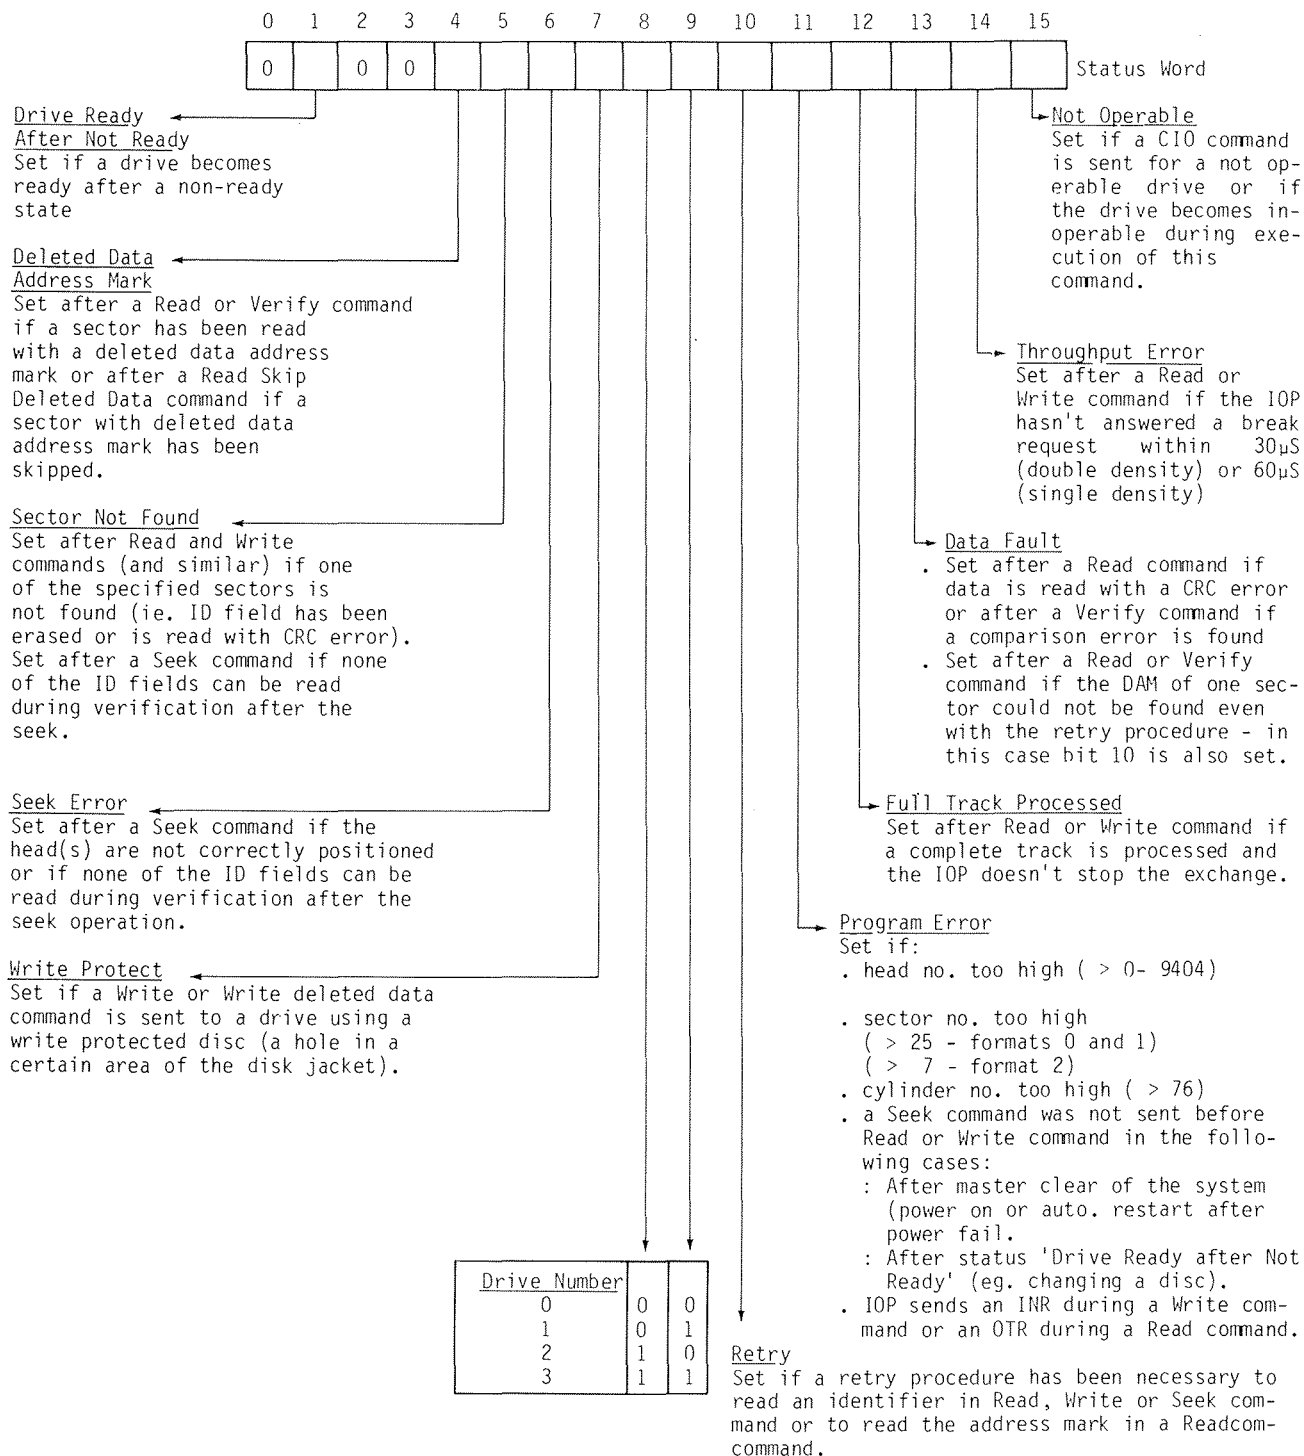 0 1 2 3 4 5 6 7 8 9 10 11 12 13 14 15
0 0 0 Status Word
Drive Ready
After Not Ready
Set if a drive becomes
ready after a non-ready
state
Deleted Data
Address Mark
Set after a Read or Verify command
if a sector has been read
with a deleted data address
mark or after a Read Skip
Deleted Data command if a
sector with deleted data
address mark has been
skipped.
Sector Not Found
Set after Read and Write
commands (and similar) if one
of the specified sectors is
not found (ie. ID field has been
erased or is read with CRC error).
Set after a Seek command if none
of the ID fields can be read
during verification after the
seek.
Seek Error
Set after a Seek command if the
head(s) are not correctly positioned
or if none of the ID fields can be
read during verification after the
seek operation.
Write Protect
Set if a Write or Write deleted data
command is sent to a drive using a
write protected disc (a hole in a
certain area of the disk jacket).
Drive Number
0 0 0
1 0 1
2 1 0
3 1 1
Not Operable
Set if a CIO command
is sent for a not op-
erable drive or if
the drive becomes in-
operable during exe-
cution of this
command.
Throughput Error
Set after a Read or
Write command if the IOP
hasn't answered a break
request within 30µS
(double density) or 60µS
(single density)
Data Fault
. Set after a Read command if
data is read with a CRC error
or after a Verify command if
a comparison error is found
. Set after a Read or Verify
command if the DAM of one sec-
tor could not be found even
with the retry procedure - in
this case bit 10 is also set.
Full Track Processed
Set after Read or Write command if
a complete track is processed and
the IOP doesn't stop the exchange.
Program Error
Set if:
. head no. too high ( > 0- 9404)
. sector no. too high
( > 25 - formats 0 and 1)
( > 7 - format 2)
. cylinder no. too high ( > 76)
. a Seek command was not sent before
Read or Write command in the follo-
wing cases:
: After master clear of the system
(power on or auto. restart after
power fail.
: After status 'Drive Ready after Not
Ready' (eg. changing a disc).
. IOP sends an INR during a Write com-
mand or an OTR during a Read command.
Retry
Set if a retry procedure has been necessary to
read an identifier in Read, Write or Seek com-
mand or to read the address mark in a Readcom-
command.